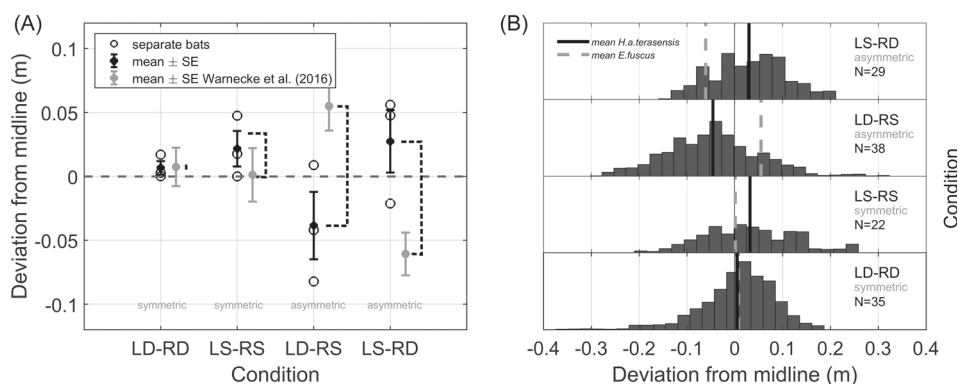 (A)
separate bats
mean ± SE
mean ± SE Warnecke et al. (2016)
0.1
0.05
0
-0.05
-0.1
Deviation from midline (m)
symmetric symmetric asymmetric asymmetric
LD-RD LS-RS LD-RS LS-RD
Condition
(B)
mean H.a.terasensis
mean E.fuscus
LS-RD
asymmetric
N=29
LD-RS
asymmetric
N=38
LS-RS
symmetric
N=22
LD-RD
symmetric
N=35
Condition
-0.4 -0.3 -0.2 -0.1 0 0.1 0.2 0.3 0.4
Deviation from midline (m)